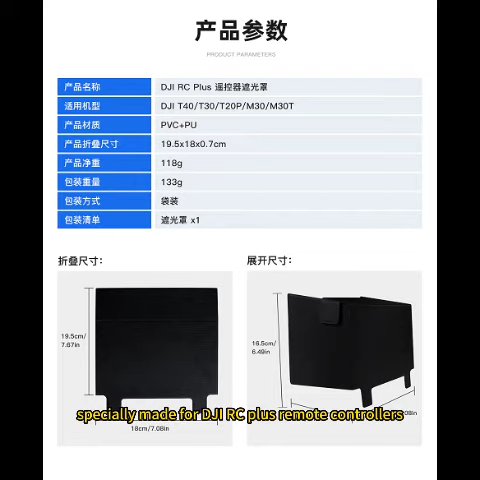 产品参数
PRODUCT PARAMETERS
产品名称 DJI RC Plus 遥控器遮光罩
适用机型 DJI T40/T30/T20P/M30/M30T
产品材质 PVC+PU
产品折叠尺寸 19.5x18x0.7cm
产品净重 118g
包装重量 133g
包装方式 袋装
包装清单 遮光罩 x1
折叠尺寸：
展开尺寸：
19.5cm/
7.67in
16.5cm/
6.49in
specially made for DJI RC plus remote controllers
18cm/7.08in